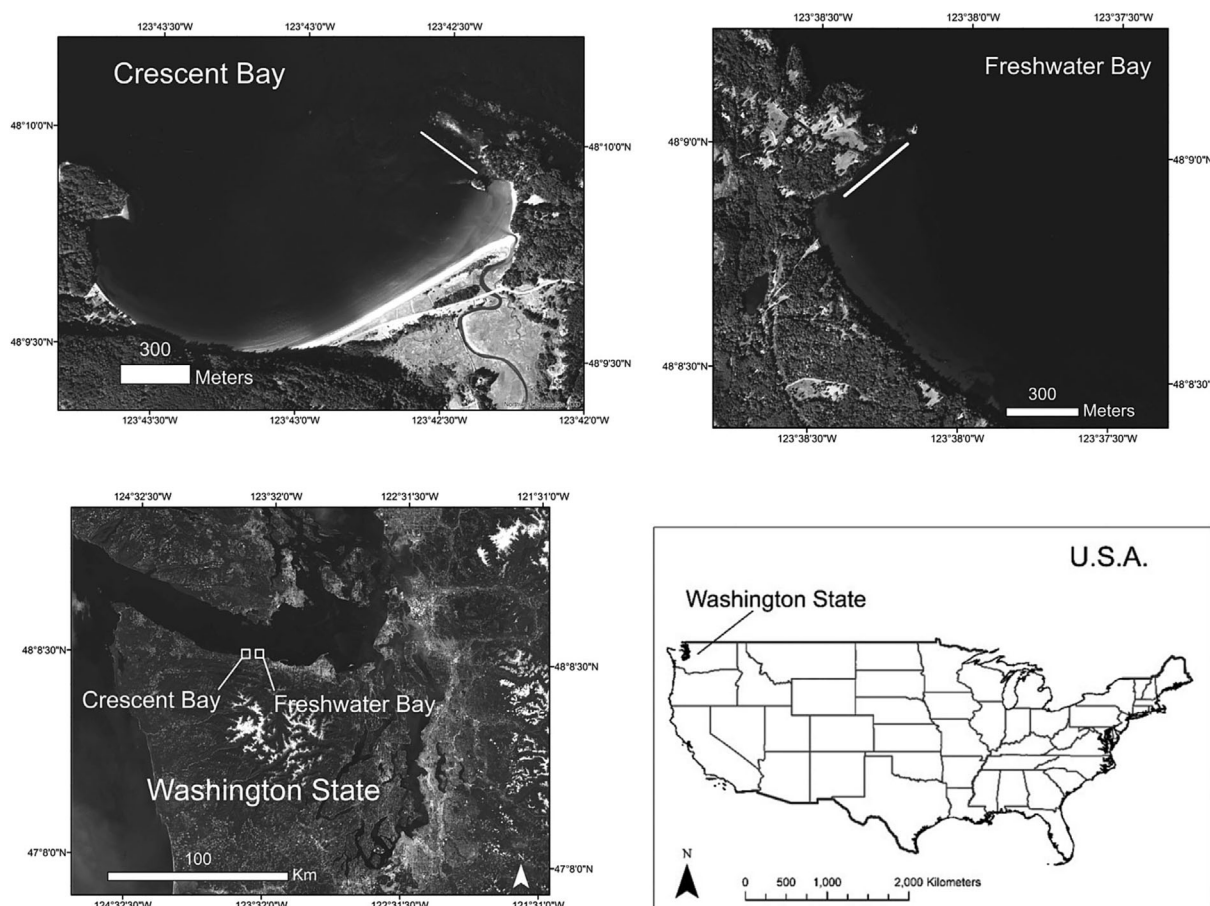 123°43'30"W 123°43'0"W 123°42'30"W
Crescent Bay
48°10'0"N
48°10'0"N
48°9'30"N
48°9'30"N
300
Meters
123°43'30"W 123°43'0"W 123°42'30"W 123°42'0"W
123°38'30"W 123°38'0"W 123°37'30"W
Freshwater Bay
48°9'0"N
48°9'0"N
48°8'30"N
48°8'30"N
300
Meters
123°38'30"W 123°38'0"W 123°37'30"W
124°32'30"W 123°32'0"W 122°31'30"W 121°31'0"W
48°8'30"N
48°8'30"N
Crescent Bay
Freshwater Bay
Washington State
47°8'0"N
47°8'0"N
100
Km
124°32'30"W 123°32'0"W 122°31'30"W 121°31'0"W
U.S.A.
Washington State
N
0 500 1,000 2,000 Kilometers